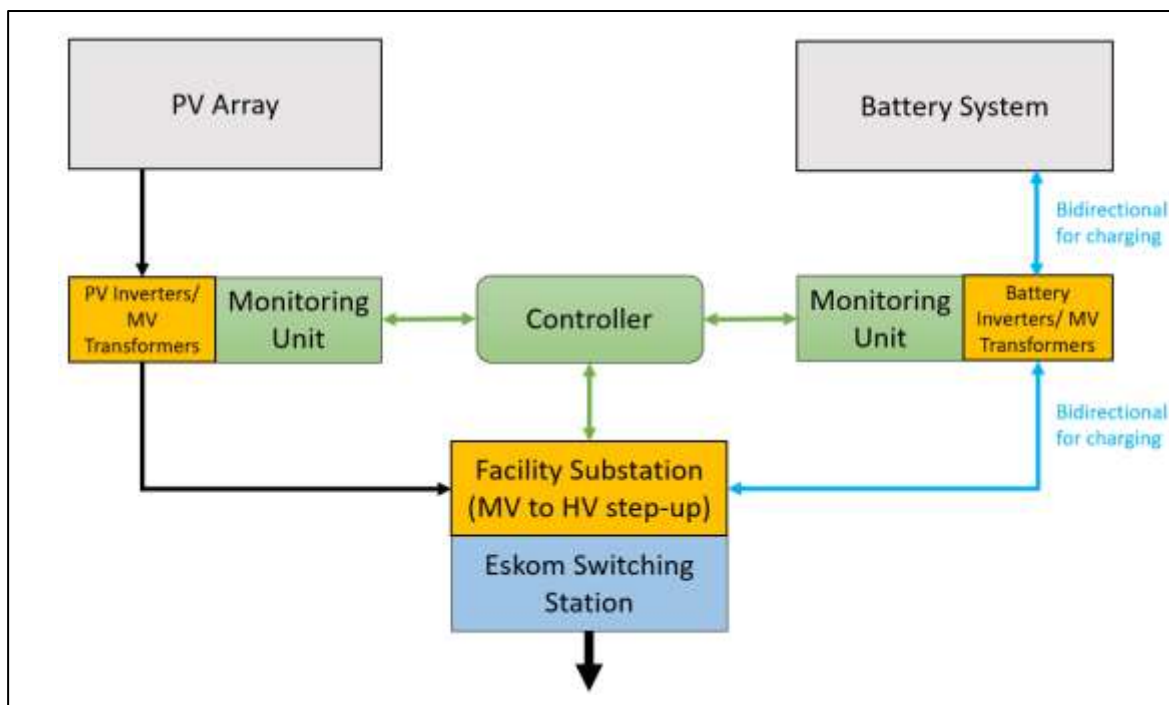 PV Array
Battery System
Bidirectional
for charging
PV Inverters/
MV
Transformers
Monitoring
Unit
Controller
Monitoring
Unit
Battery
Inverters/ MV
Transformers
Bidirectional
for charging
Facility Substation
(MV to HV step-up)
Eskom Switching
Station